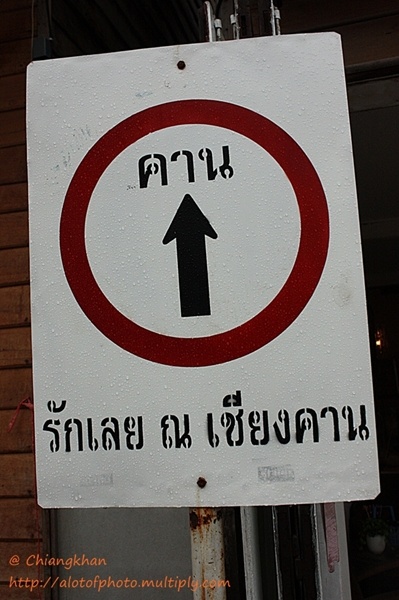 คาน
รักเลย ณ เชียงคาน
@ Chiangkhan
http://alotofphoto.multiply.com